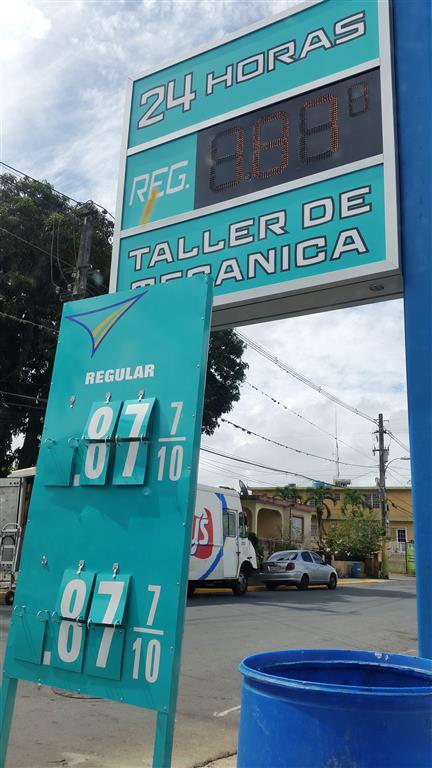 24 HORAS
REG.
TALLER DE
MECANICA
REGULAR
.87 7/10
.87 7/10